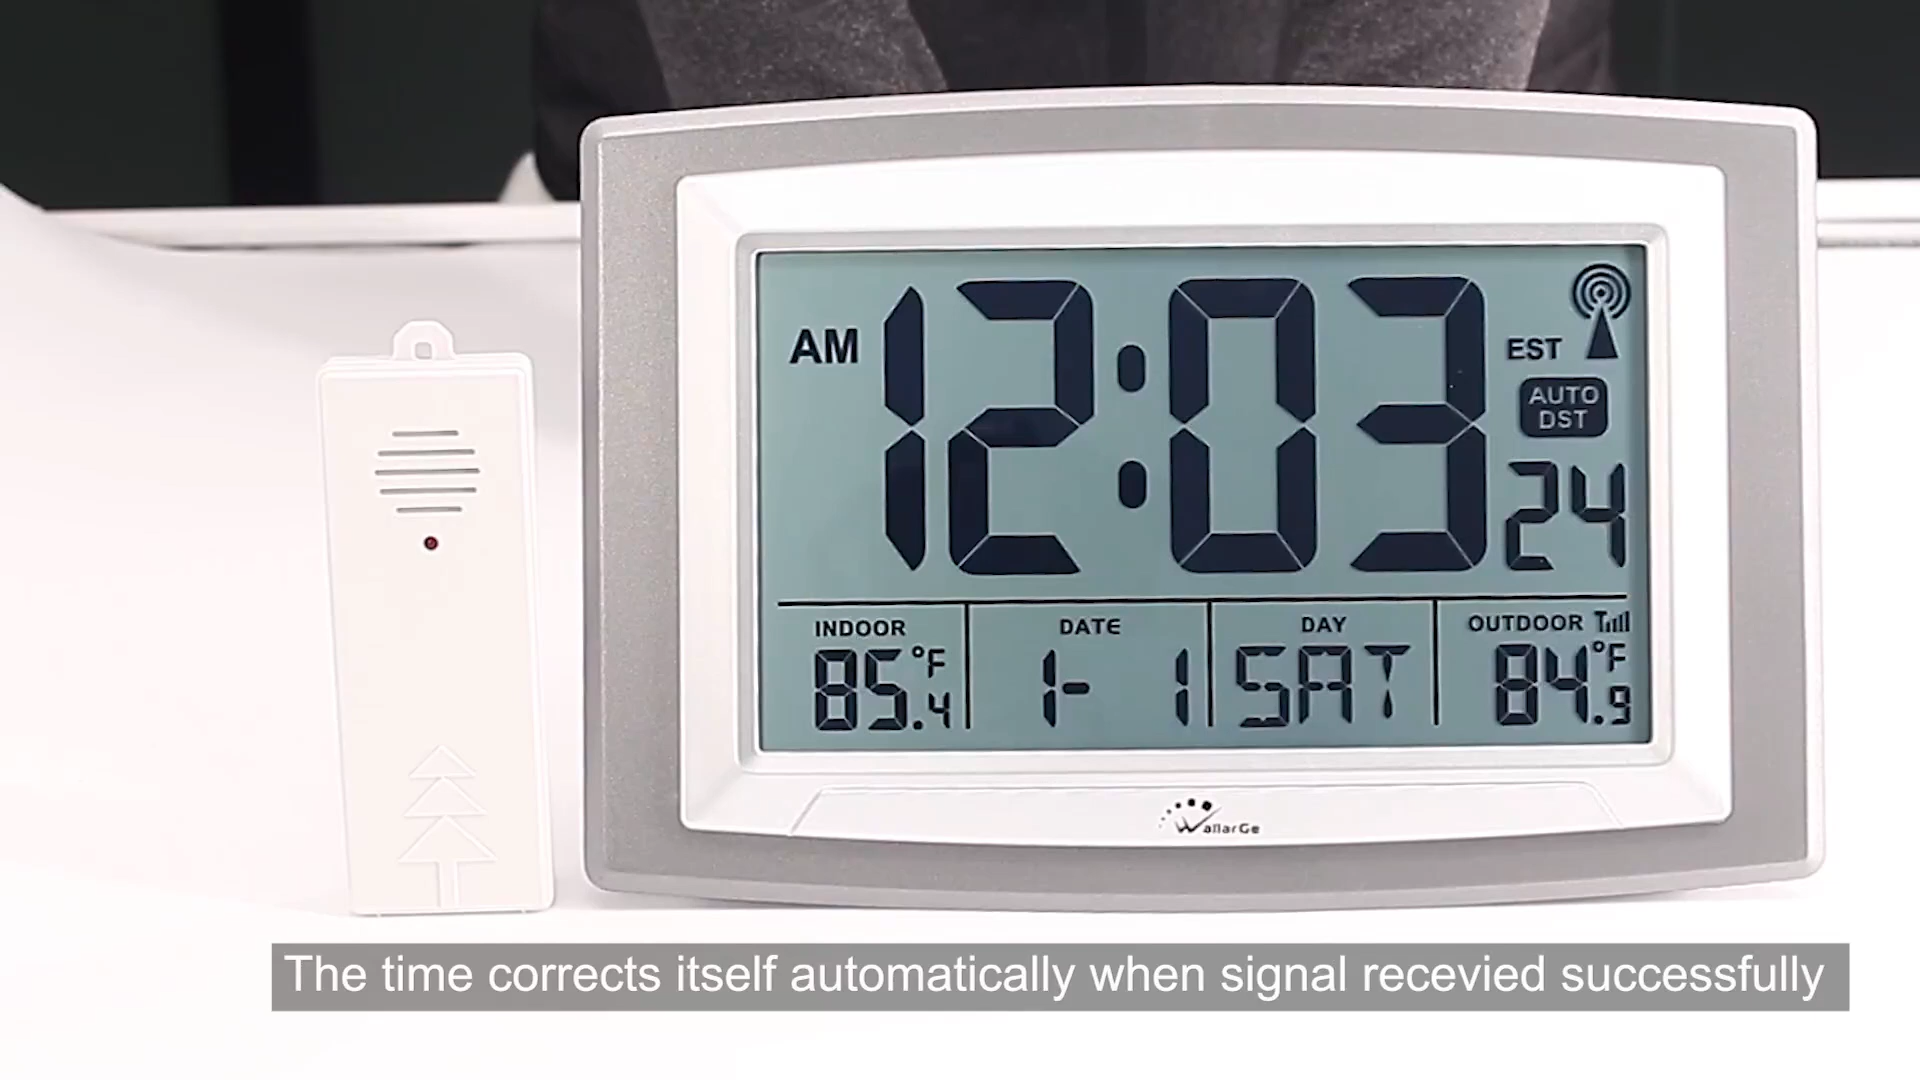 AM 12:03 24
EST
AUTO
DST
INDOOR
85.4 °F
DATE
1- 1
DAY
SAT
OUTDOOR
84.9 °F
WallarGe
The time corrects itself automatically when signal recevied successfully